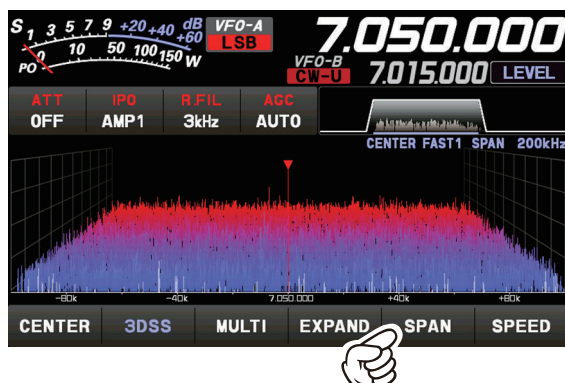 S 1 3 5 7 9 +20 +40 +60 dB VFO-A 7.050.000
PO 0 10 50 100 150 W LSB
VFO-B CW-U 7.015.000 LEVEL
ATT IPO R.FIL AGC
OFF AMP1 3kHz AUTO
CENTER FAST1 SPAN 200kHz
-80k -40k 7.050.000 +40k +80k
CENTER 3DSS MULTI EXPAND SPAN SPEED